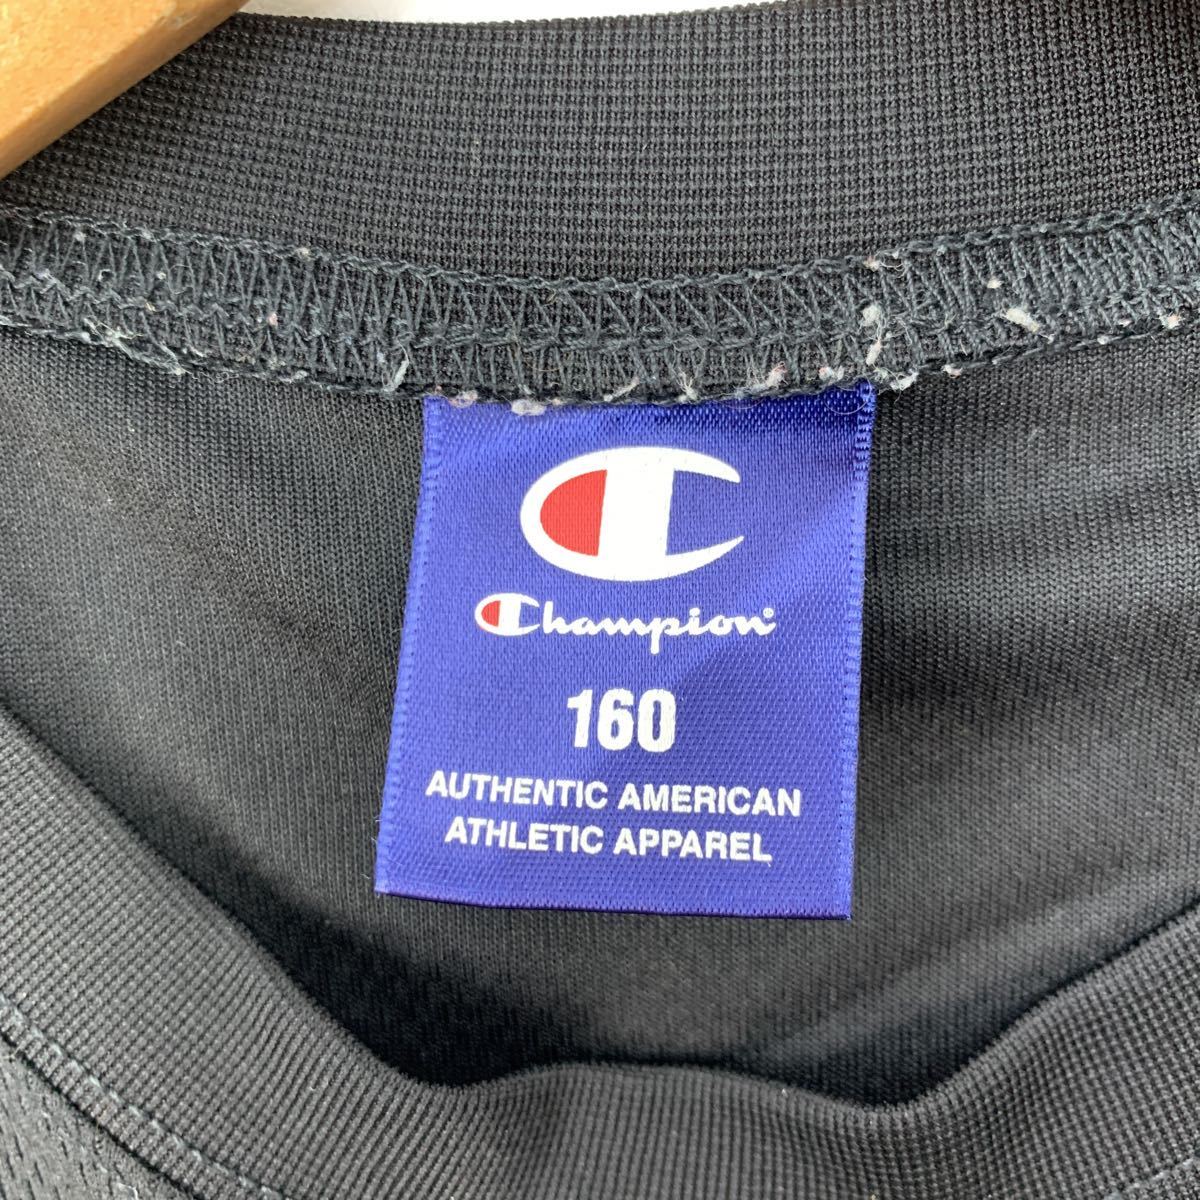 Champion®
160
AUTHENTIC AMERICAN
ATHLETIC APPAREL